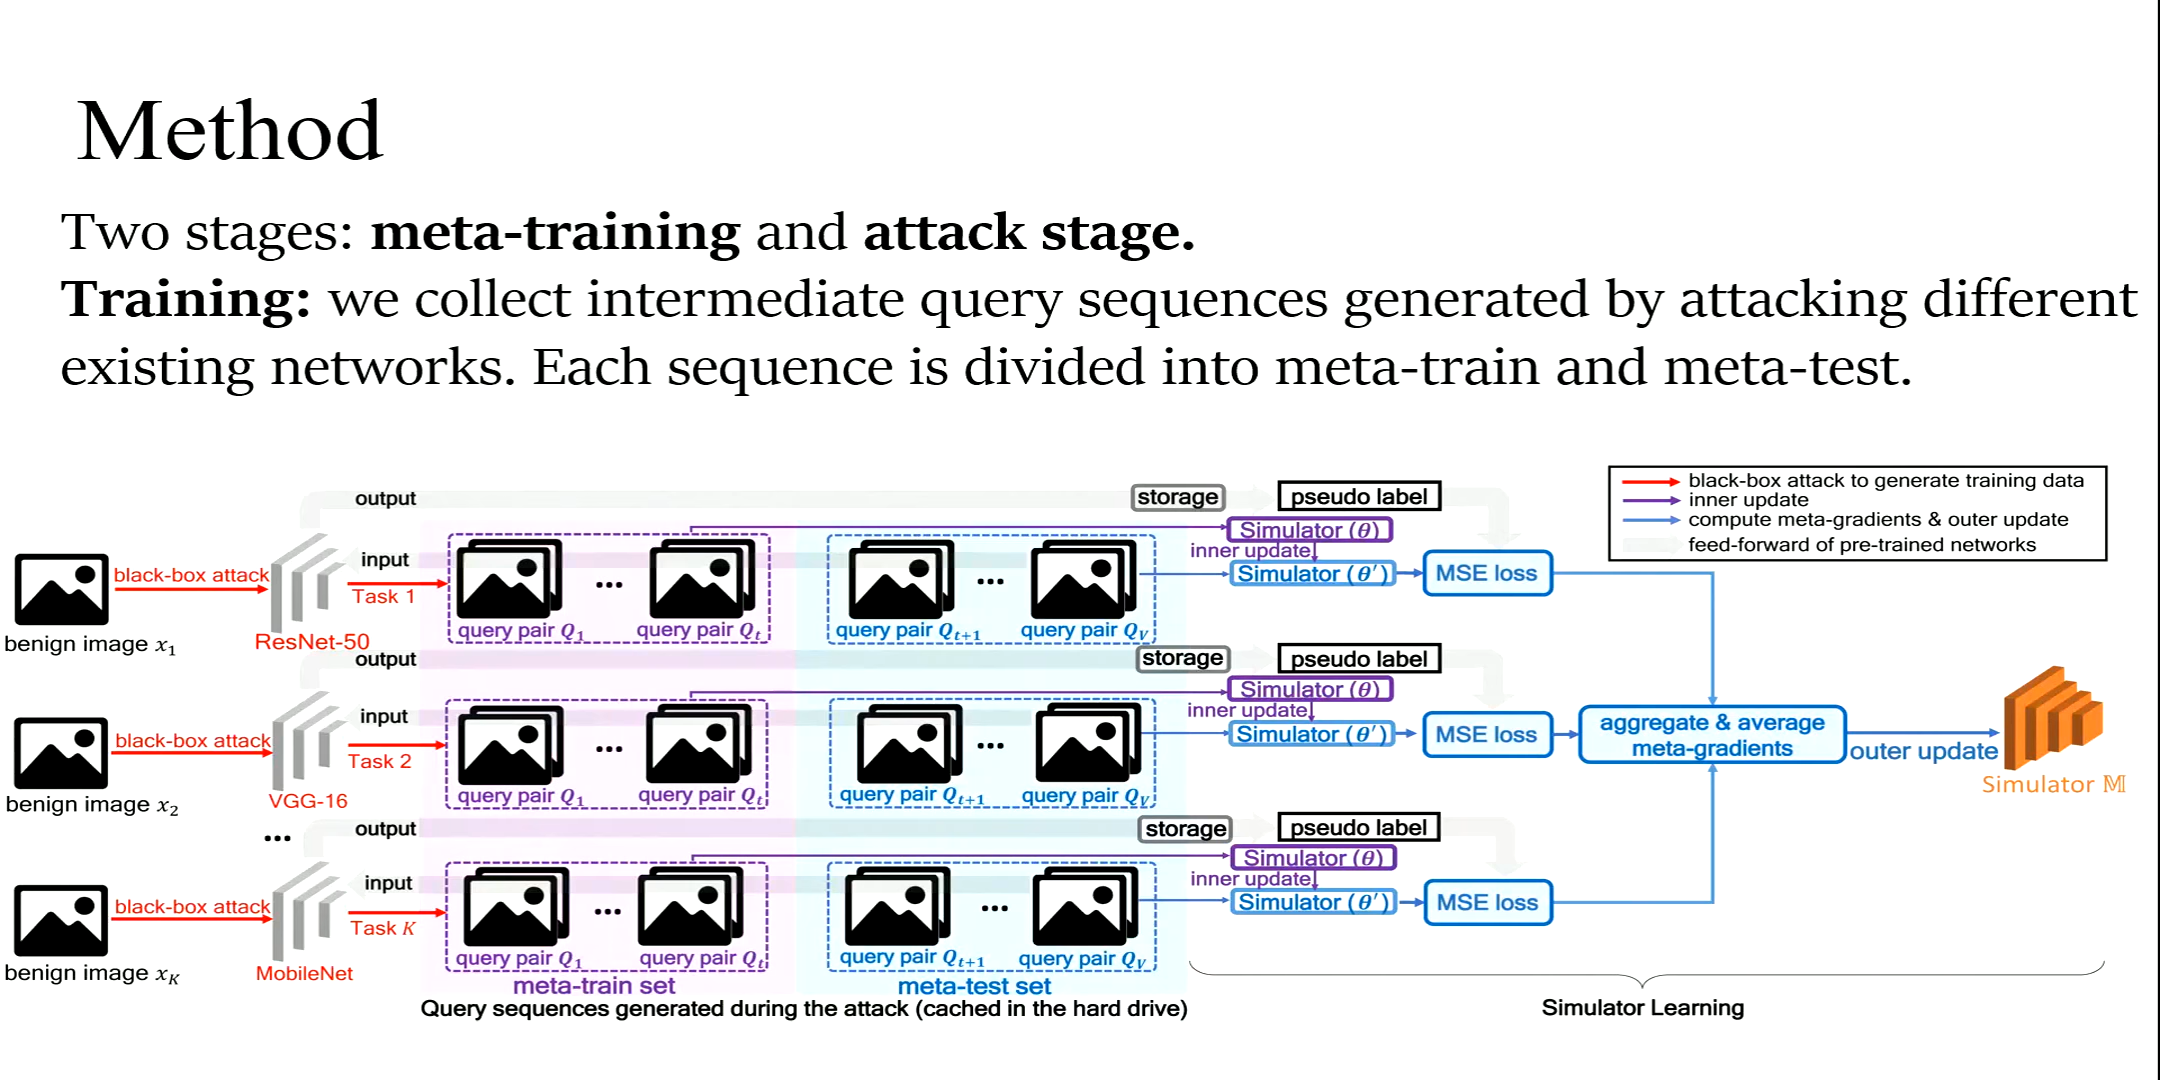 Method
Two stages: meta-training and attack stage.
Training: we collect intermediate query sequences generated by attacking different
existing networks. Each sequence is divided into meta-train and meta-test.
black-box attack to generate training data
inner update
compute meta-gradients & outer update
feed-forward of pre-trained networks
output
storage
pseudo label
input
Simulator (θ)
inner update
Simulator (θ′)
MSE loss
black-box attack
Task 1
benign image x₁
ResNet-50
query pair Q₁
...
query pair Qₜ
query pair Qₜ₊₁
...
query pair Qᵥ
output
storage
pseudo label
input
Simulator (θ)
inner update
Simulator (θ′)
MSE loss
black-box attack
Task 2
benign image x₂
VGG-16
query pair Q₁
...
query pair Qₜ
query pair Qₜ₊₁
...
query pair Qᵥ
aggregate & average
meta-gradients
outer update
Simulator 𝕄
...
output
storage
pseudo label
input
Simulator (θ)
inner update
Simulator (θ′)
MSE loss
black-box attack
Task K
benign image x_K
MobileNet
query pair Q₁
...
query pair Qₜ
query pair Qₜ₊₁
...
query pair Qᵥ
meta-train set
meta-test set
Query sequences generated during the attack (cached in the hard drive)
Simulator Learning